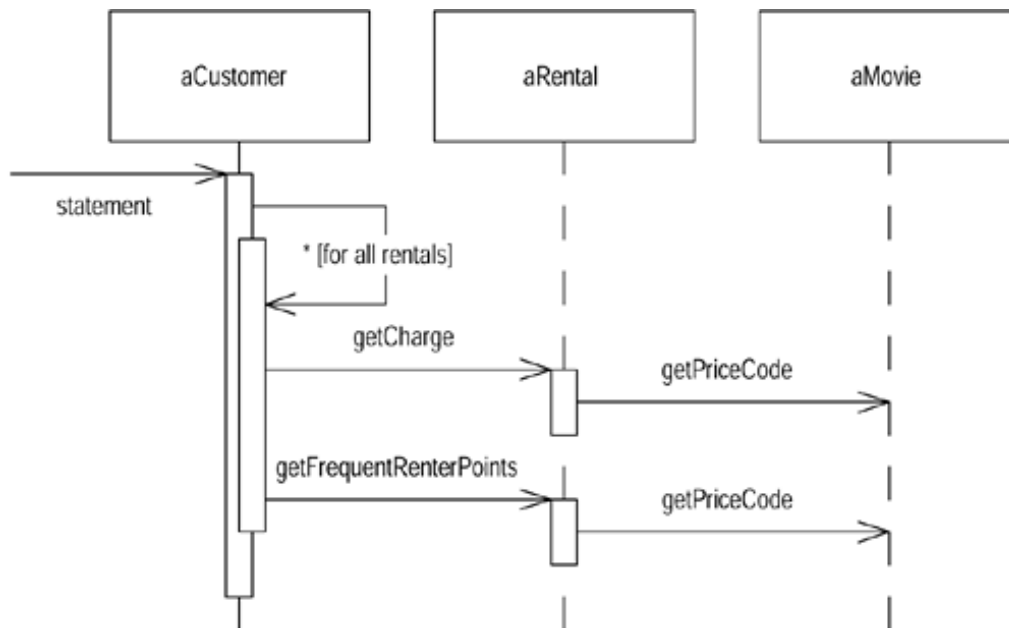 aCustomer
aRental
aMovie
statement
* [for all rentals]
getCharge
getPriceCode
getFrequentRenterPoints
getPriceCode